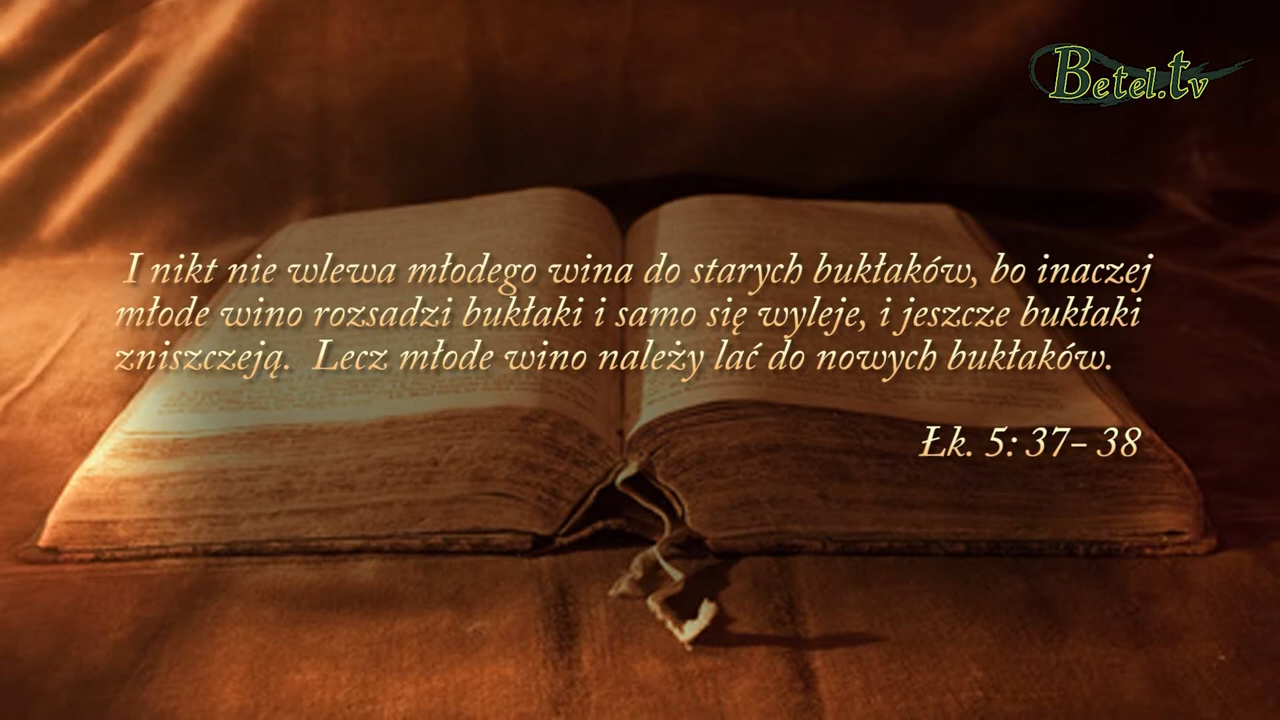 Betel.tv
I nikt nie wlewa młodego wina do starych bukłaków, bo inaczej
młode wino rozsadzi bukłaki i samo się wyleje, i jeszcze bukłaki
zniszczeją. Lecz młode wino należy lać do nowych bukłaków.
Łk. 5: 37- 38